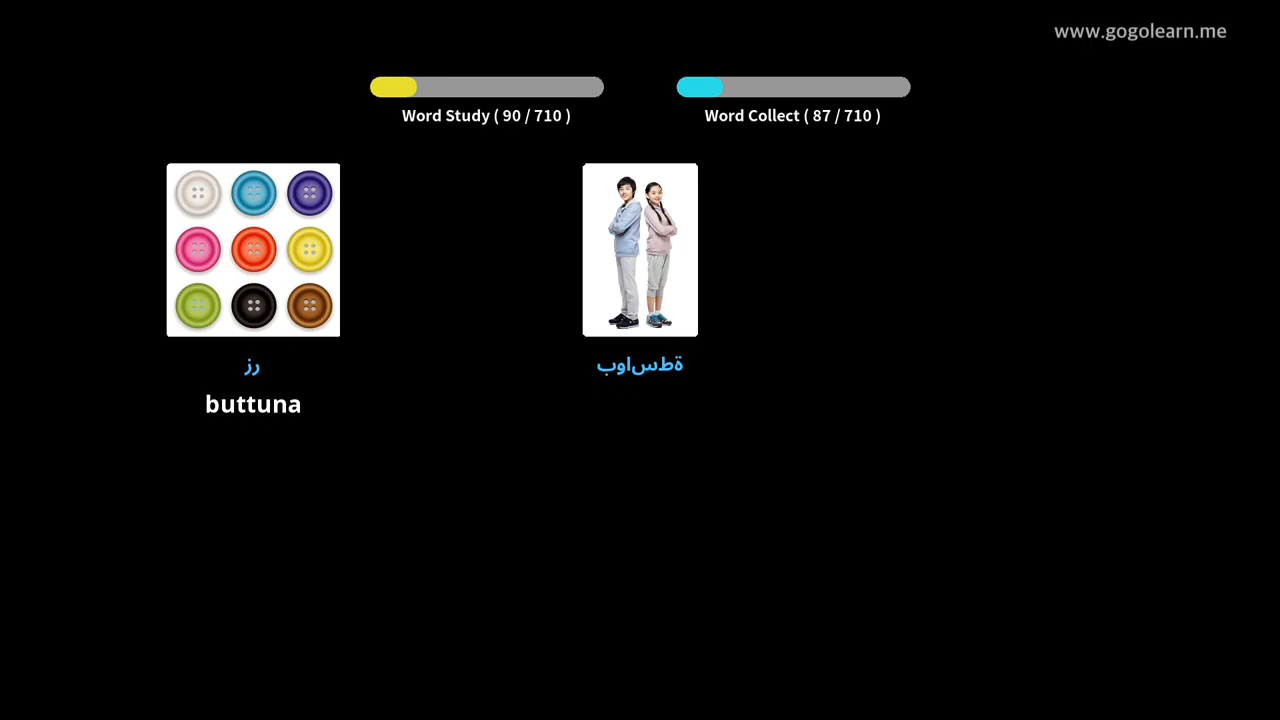 www.gogolearn.me
Word Study ( 90 / 710 )
Word Collect ( 87 / 710 )
رز
buttuna
ةطساوب